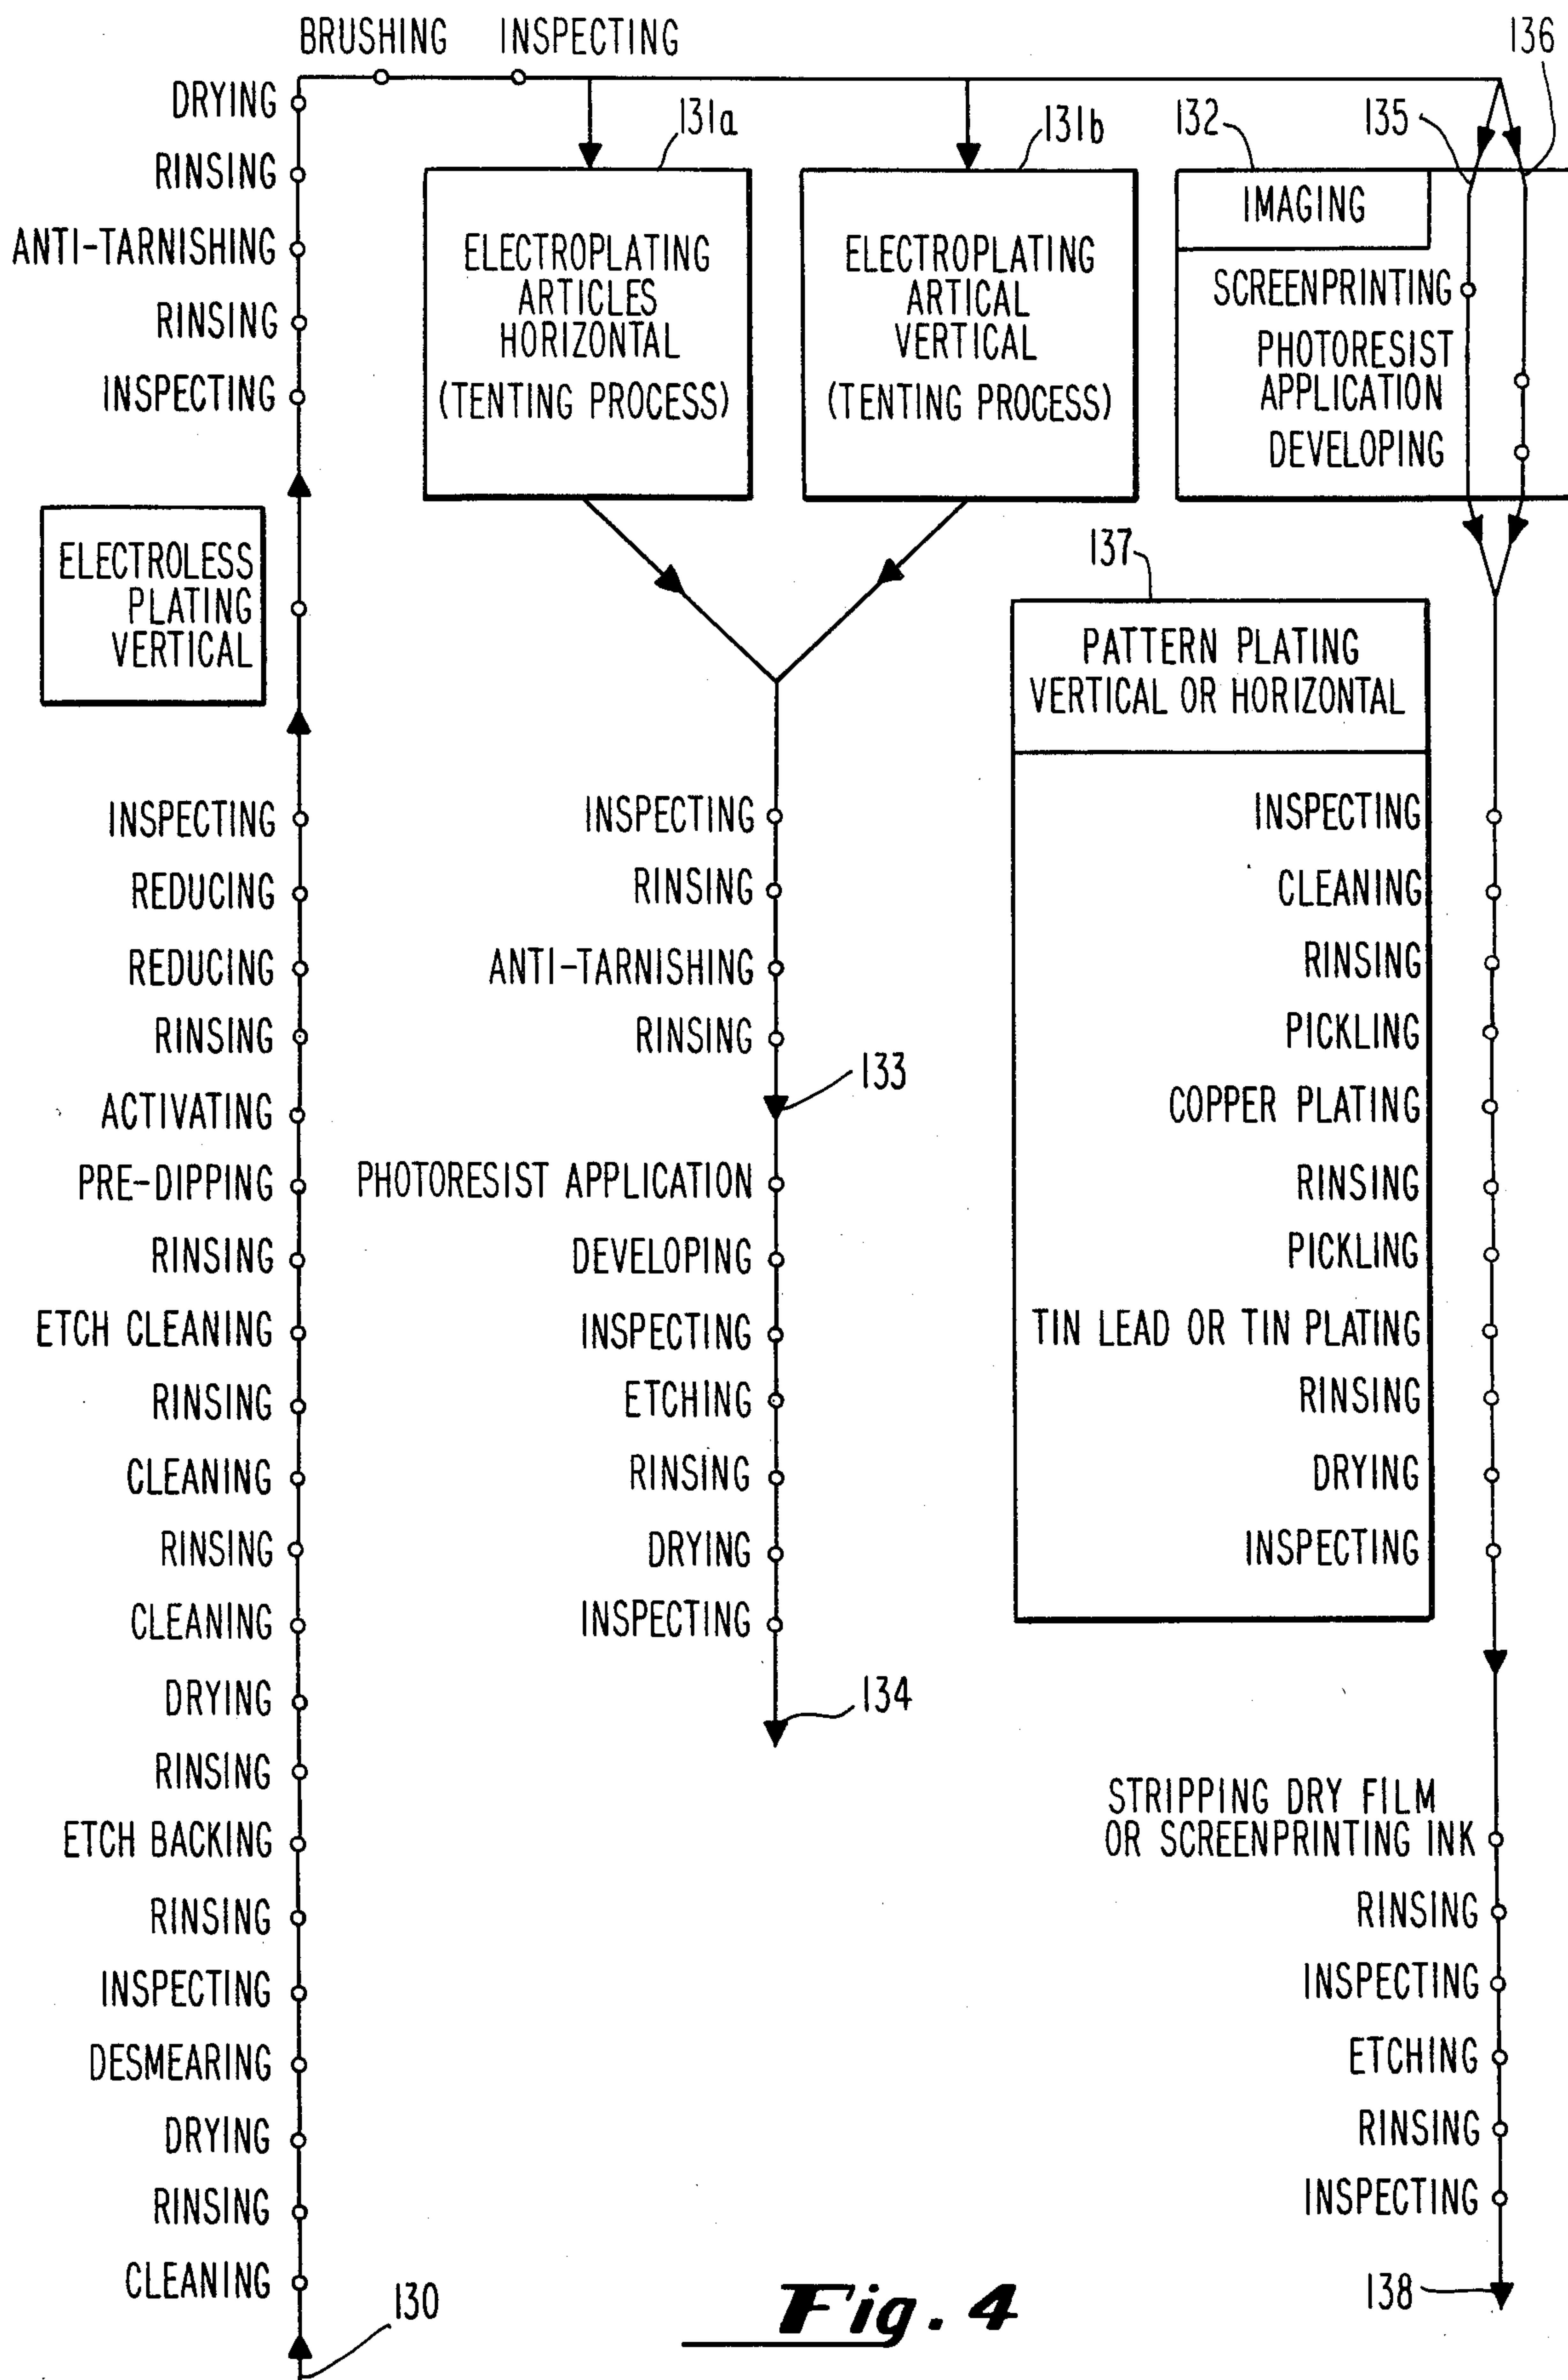 BRUSHING INSPECTING
136
DRYING
RINSING
ANTI-TARNISHING
RINSING
INSPECTING
ELECTROLESS
PLATING
VERTICAL
INSPECTING
REDUCING
REDUCING
RINSING
ACTIVATING
PRE-DIPPING
RINSING
ETCH CLEANING
RINSING
CLEANING
RINSING
CLEANING
DRYING
RINSING
ETCH BACKING
RINSING
INSPECTING
DESMEARING
DRYING
RINSING
CLEANING
130
131a
ELECTROPLATING
ARTICLES
HORIZONTAL
(TENTING PROCESS)
131b
ELECTROPLATING
ARTICAL
VERTICAL
(TENTING PROCESS)
INSPECTING
RINSING
ANTI-TARNISHING
RINSING
133
PHOTORESIST APPLICATION
DEVELOPING
INSPECTING
ETCHING
RINSING
DRYING
INSPECTING
134
132
135
IMAGING
SCREENPRINTING
PHOTORESIST
APPLICATION
DEVELOPING
137
PATTERN PLATING
VERTICAL OR HORIZONTAL
INSPECTING
CLEANING
RINSING
PICKLING
COPPER PLATING
RINSING
PICKLING
TIN LEAD OR TIN PLATING
RINSING
DRYING
INSPECTING
STRIPPING DRY FILM
OR SCREENPRINTING INK
RINSING
INSPECTING
ETCHING
RINSING
INSPECTING
138
Fig. 4